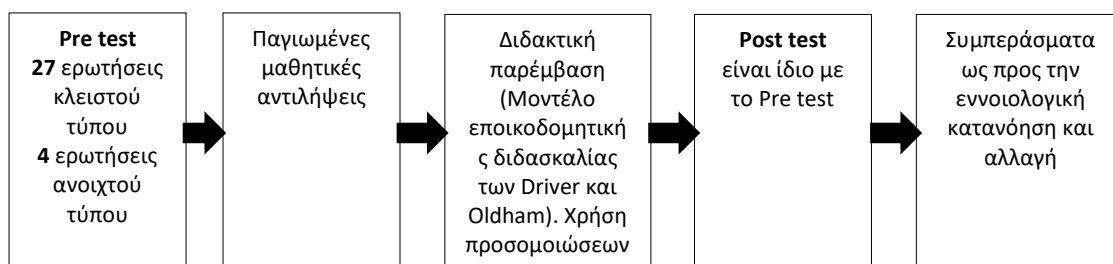 Pre test
27 ερωτήσεις
κλειστού
τύπου
4 ερωτήσεις
ανοιχτού
τύπου
Παγιωμένες
μαθητικές
αντιλήψεις
Διδακτική
παρέμβαση
(Μοντέλο
εποικοδομητική
ς διδασκαλίας
των Driver και
Oldham). Χρήση
προσομοιώσεων
Post test
είναι ίδιο με
το Pre test
Συμπεράσματα
ως προς την
εννοιολογική
κατανόηση και
αλλαγή